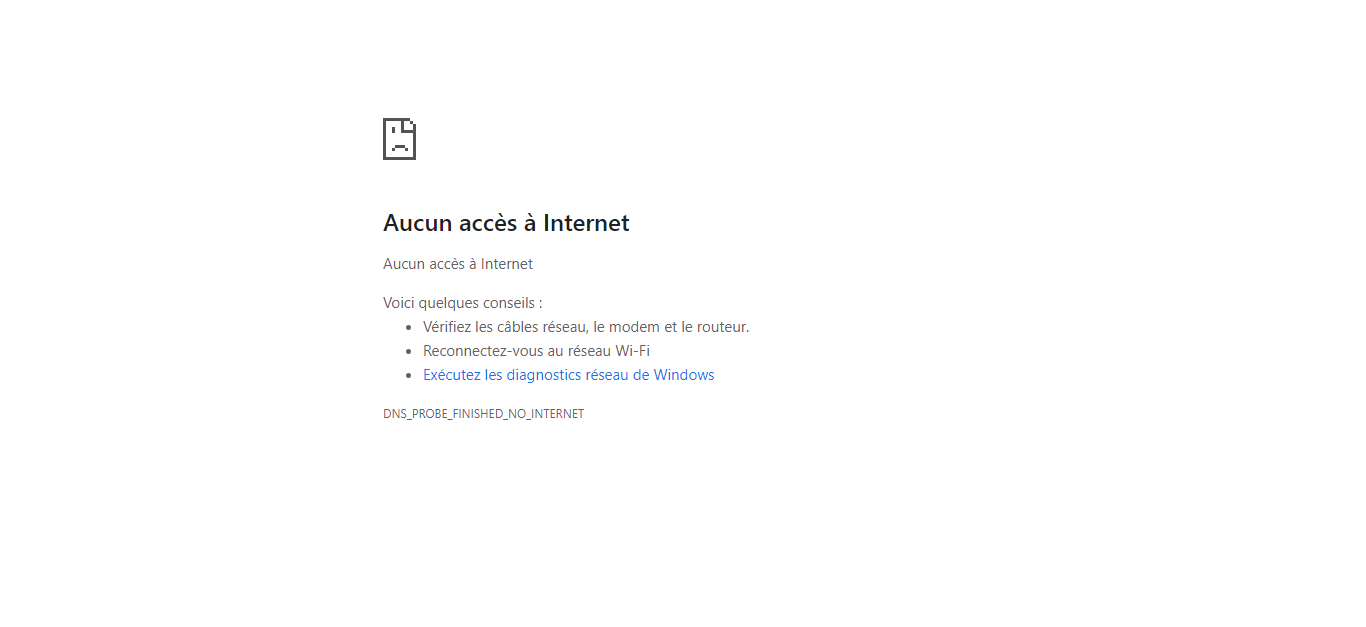 Aucun accès à Internet
Aucun accès à Internet
Voici quelques conseils :
• Vérifiez les câbles réseau, le modem et le routeur.
• Reconnectez-vous au réseau Wi-Fi
• Exécutez les diagnostics réseau de Windows
DNS_PROBE_FINISHED_NO_INTERNET